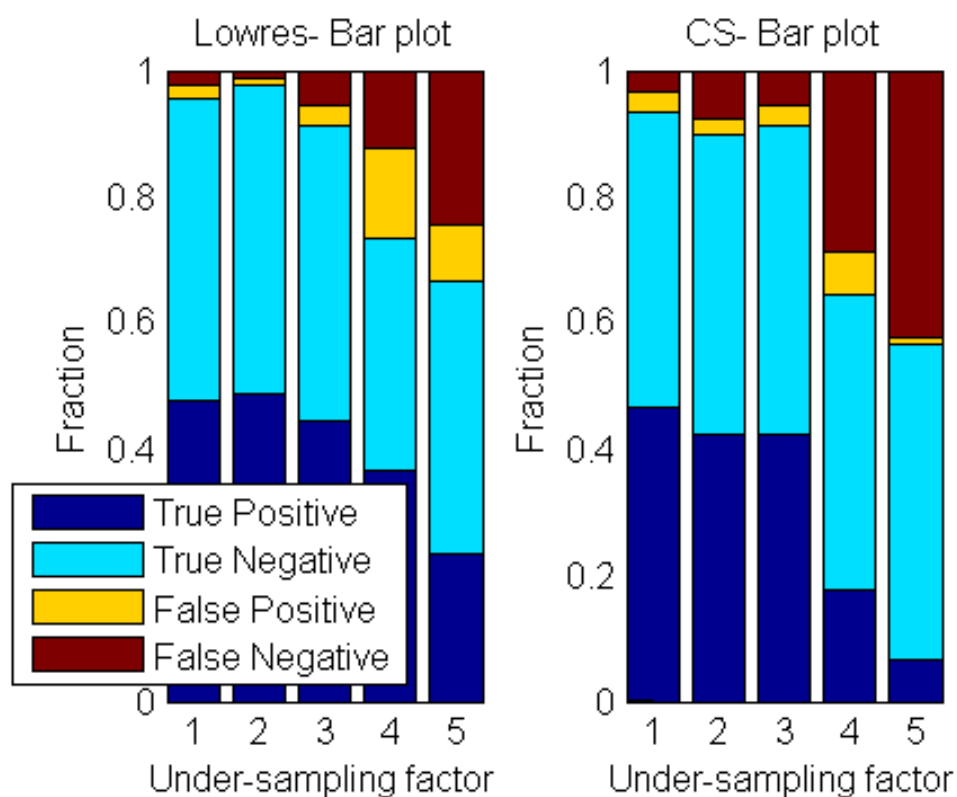 Lowres- Bar plot
1
0.8
0.6
0.4
0
Fraction
1 2 3 4 5
Under-sampling factor
True Positive
True Negative
False Positive
False Negative
CS- Bar plot
1
0.8
0.6
0.4
0.2
0
Fraction
1 2 3 4 5
Under-sampling factor